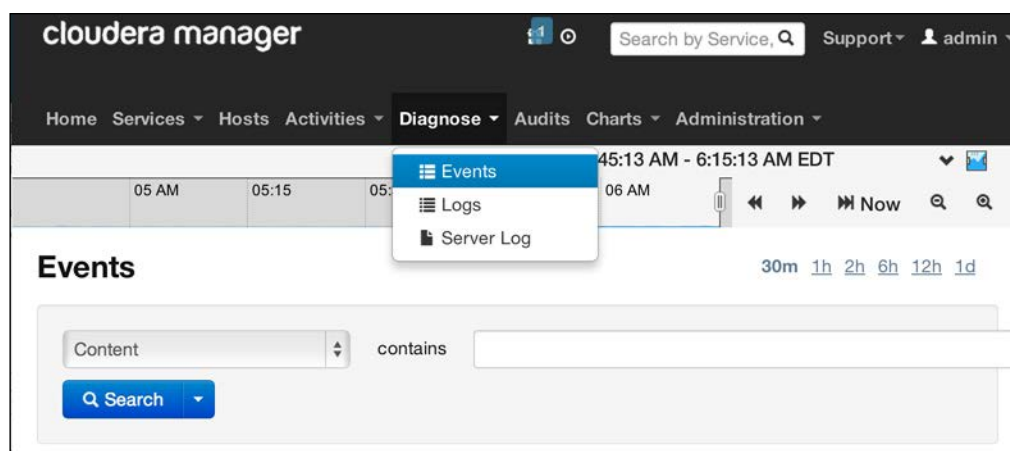 cloudera manager
1
Search by Service,
Support
admin
Home Services Hosts Activities Diagnose Audits Charts Administration
45:13 AM - 6:15:13 AM EDT
Events
05 AM 05:15 05: 06 AM
Now
Logs
Server Log
Events
30m 1h 2h 6h 12h 1d
Content contains
Search